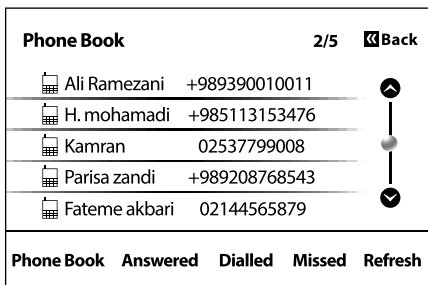 Phone Book 2/5 Back
Ali Ramezani +989390010011
H. mohamadi +985113153476
Kamran 02537799008
Parisa zandi +989208768543
Fateme akbari 02144565879
Phone Book Answered Dialled Missed Refresh